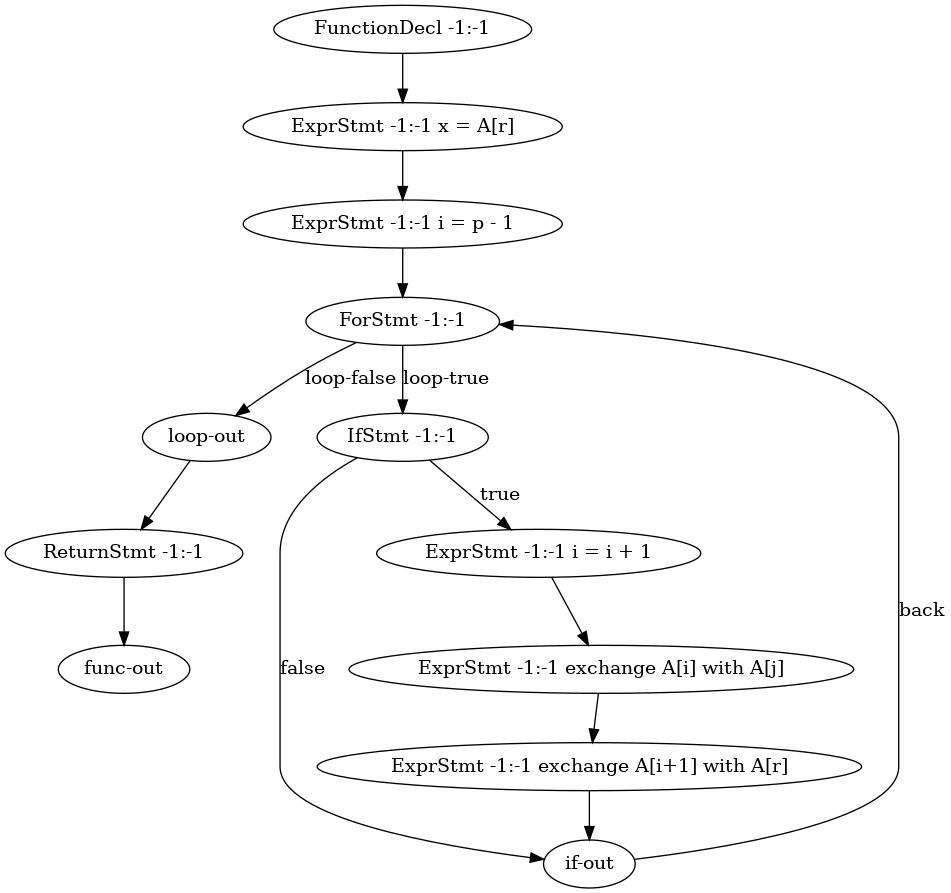 FunctionDecl -1:-1
ExprStmt -1:-1 x = A[r]
ExprStmt -1:-1 i = p - 1
ForStmt -1:-1
loop-false
loop-true
loop-out
IfStmt -1:-1
true
ReturnStmt -1:-1
ExprStmt -1:-1 i = i + 1
back
func-out
false
ExprStmt -1:-1 exchange A[i] with A[j]
ExprStmt -1:-1 exchange A[i+1] with A[r]
if-out